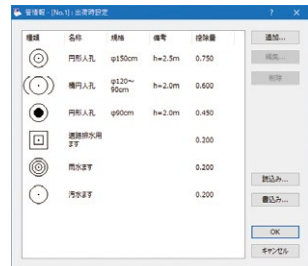 管情報 - [No.1] : 出荷時設定
種類 名称 規格 備考 控除量
円形人孔 φ150cm h=2.5m 0.750
楕円人孔 φ120～90cm h=2.0m 0.600
円形人孔 φ90cm h=2.0m 0.450
道路排水用ます 0.200
雨水ます 0.200
汚水ます 0.200
追加...
編集...
削除
読込み...
書込み...
OK
キャンセル